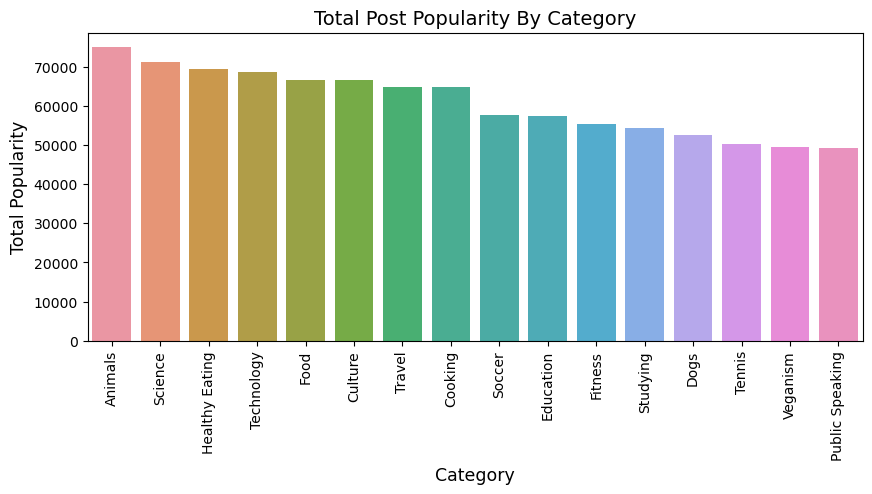 Total Post Popularity By Category
Total Popularity
70000
60000
50000
40000
30000
20000
10000
0
Animals
Science
Healthy Eating
Technology
Food
Culture
Travel
Cooking
Soccer
Education
Fitness
Studying
Dogs
Tennis
Veganism
Public Speaking
Category